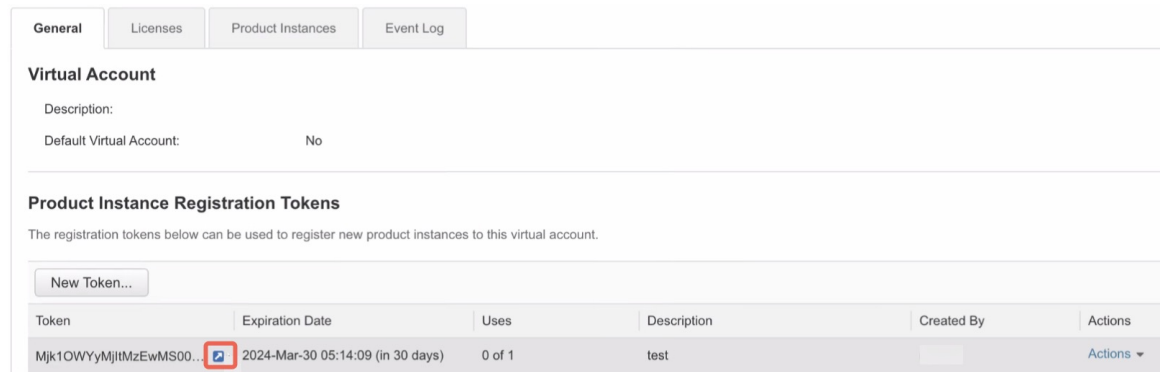 General Licenses Product Instances Event Log
Virtual Account
Description:
Default Virtual Account: No
Product Instance Registration Tokens
The registration tokens below can be used to register new product instances to this virtual account.
New Token...
Token Expiration Date Uses Description Created By Actions
Mjk1OWYyMjItMzEwMS00... 2024-Mar-30 05:14:09 (in 30 days) 0 of 1 test Actions